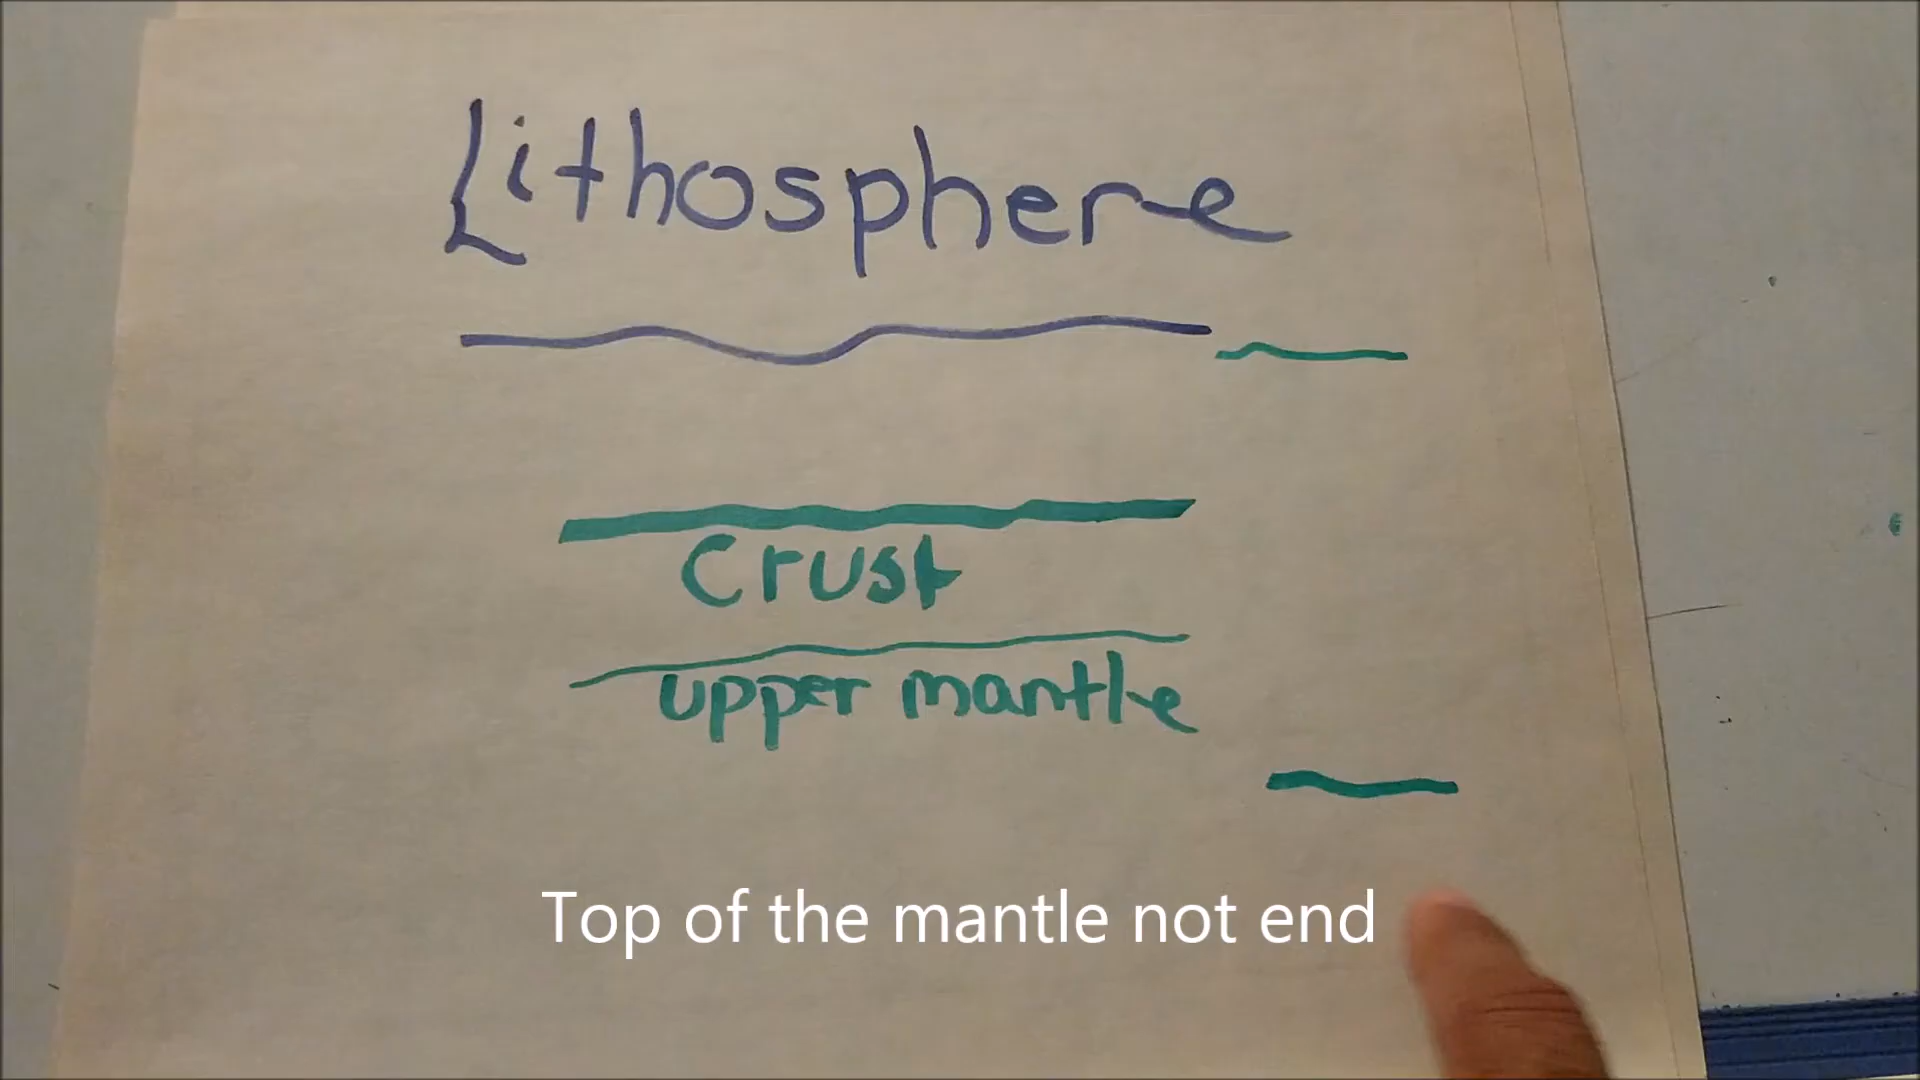 Lithosphere
Crust
upper mantle
Top of the mantle not end